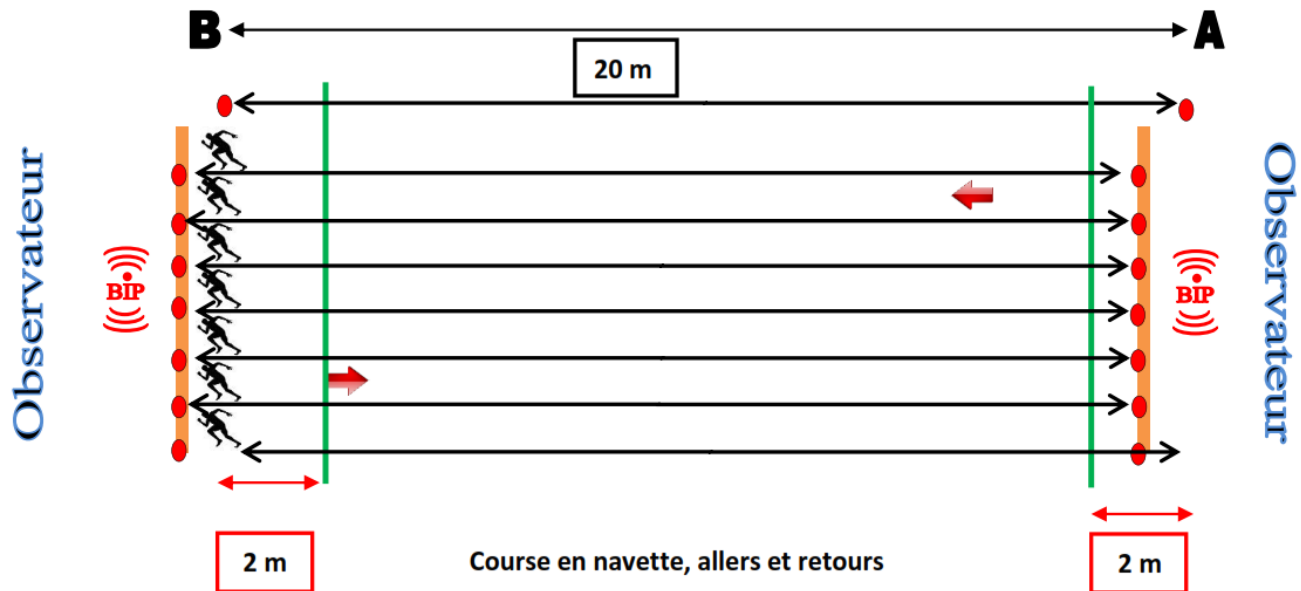 B
A
20 m
Observateur
BIP
BIP
Observateur
2 m
Course en navette, allers et retours
2 m